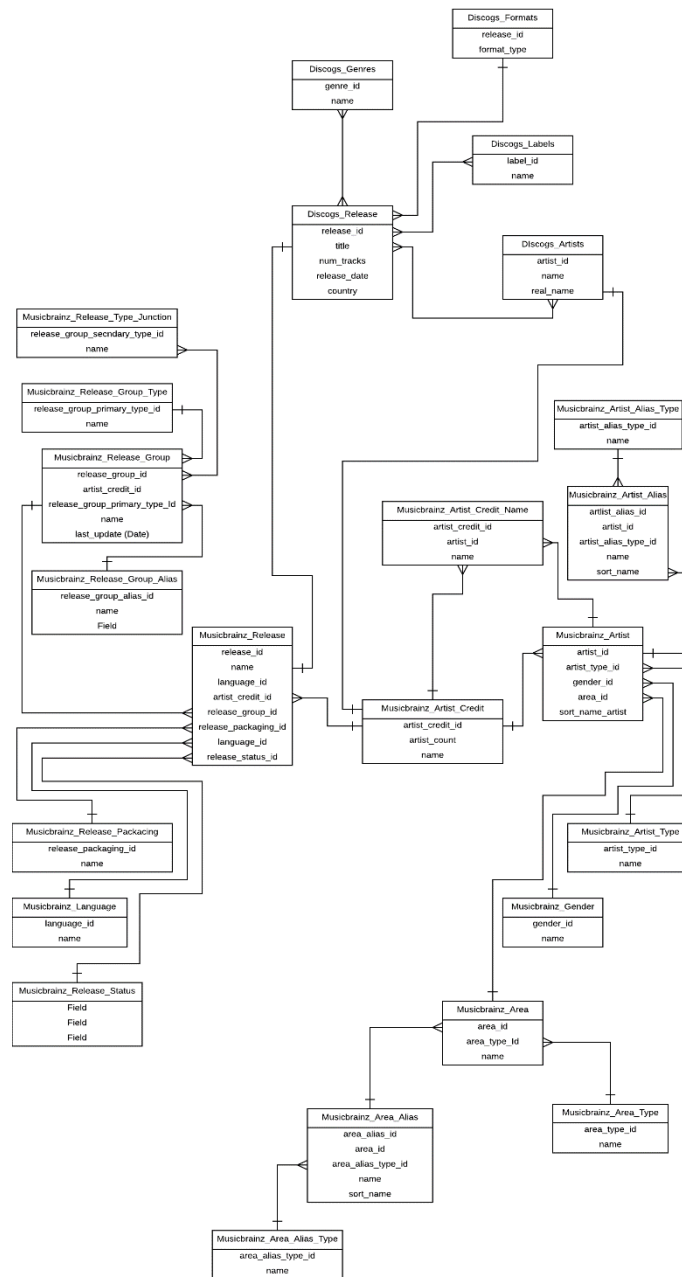 Discogs_Formats
release_id
format_type
Discogs_Genres
genre_id
name
Discogs_Labels
label_id
name
Discogs_Release
release_id
title
num_tracks
release_date
country
DIscogs_Artists
artist_id
name
real_name
Musicbrainz_Release_Type_Junction
release_group_secndary_type_id
name
Musicbrainz_Release_Group_Type
release_group_primary_type_id
name
Musicbrainz_Release_Group
release_group_id
artist_credit_id
release_group_primary_type_Id
name
last_update (Date)
Musicbrainz_Release_Group_Alias
release_group_alias_id
name
Field
Musicbrainz_Artist_Alias_Type
artist_alias_type_id
name
Musicbrainz_Artist_Alias
artlist_alias_id
artist_id
artist_alias_type_id
name
sort_name
Musicbrainz_Artist_Credit_Name
artist_credit_id
artist_id
name
Musicbrainz_Release
release_id
name
language_id
artist_credit_id
release_group_id
release_packaging_id
language_id
release_status_id
Musicbrainz_Artist
artist_id
artist_type_id
gender_id
area_id
sort_name_artist
Musicbrainz_Artist_Credit
artist_credit_id
artist_count
name
Musicbrainz_Release_Packacing
release_packaging_id
name
Musicbrainz_Artist_Type
artist_type_id
name
Musicbrainz_Language
language_id
name
Musicbrainz_Gender
gender_id
name
Musicbrainz_Release_Status
Field
Field
Field
Musicbrainz_Area
area_id
area_type_Id
name
Musicbrainz_Area_Alias
area_alias_id
area_id
area_alias_type_id
name
sort_name
Musicbrainz_Area_Type
area_type_id
name
Musicbrainz_Area_Alias_Type
area_alias_type_id
name